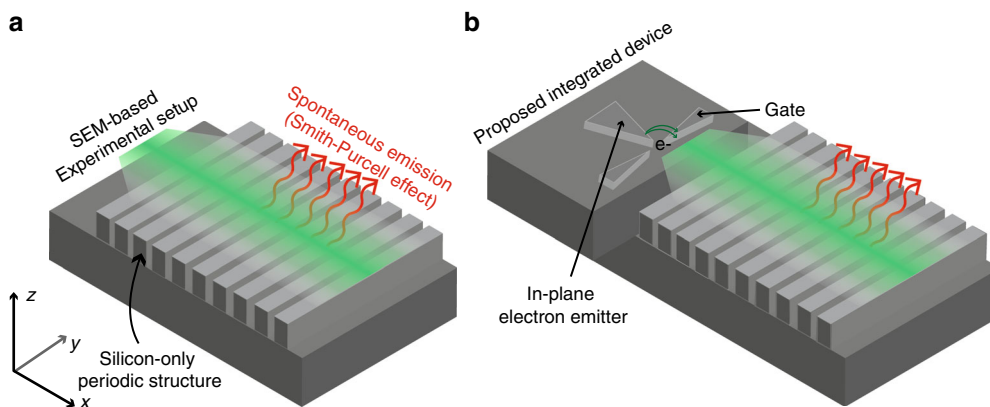 a
SEM-based
Experimental setup
Spontaneous emission
(Smith-Purcell effect)
Silicon-only
periodic structure
z
y
x
b
Proposed integrated device
Gate
e-
In-plane
electron emitter